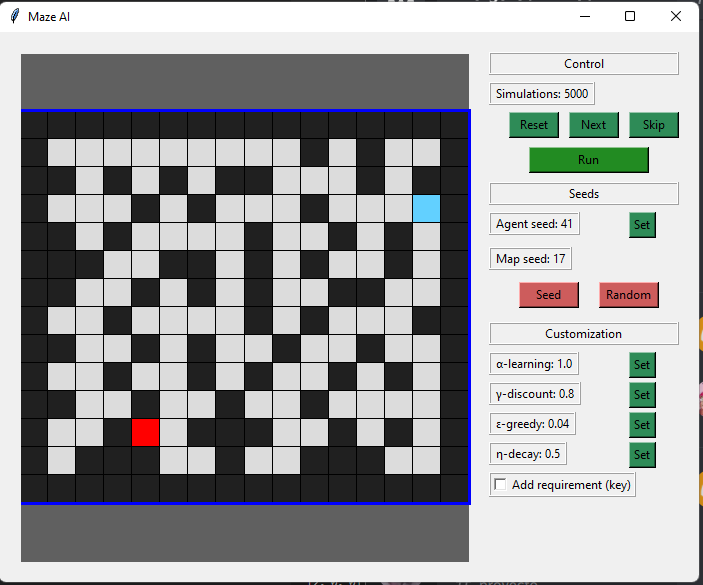 Maze AI
Control
Simulations: 5000
Reset Next Skip
Run
Seeds
Agent seed: 41 Set
Map seed: 17
Seed Random
Customization
α-learning: 1.0 Set
γ-discount: 0.8 Set
ε-greedy: 0.04 Set
η-decay: 0.5 Set
Add requirement (key)